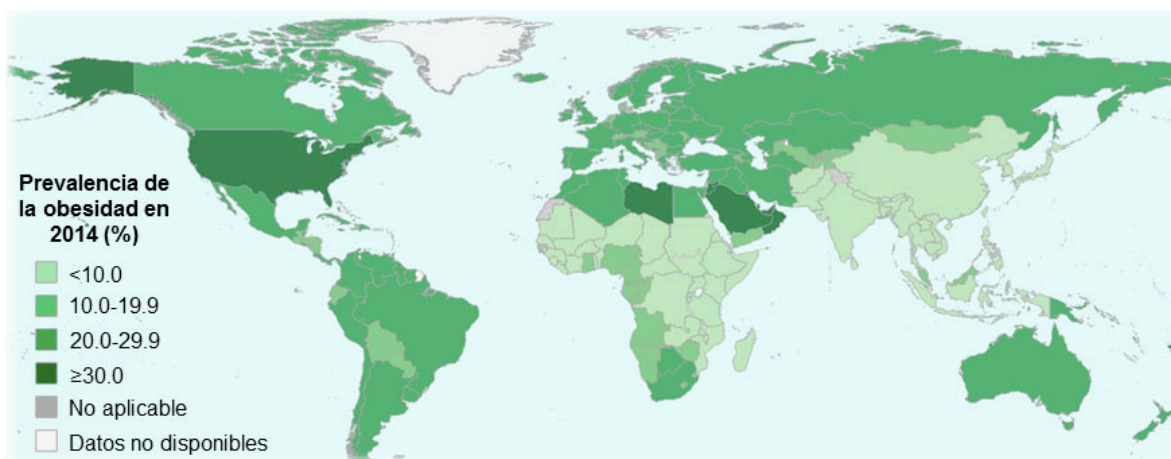 Prevalencia de
la obesidad en
2014 (%)
<10.0
10.0-19.9
20.0-29.9
≥30.0
No aplicable
Datos no disponibles